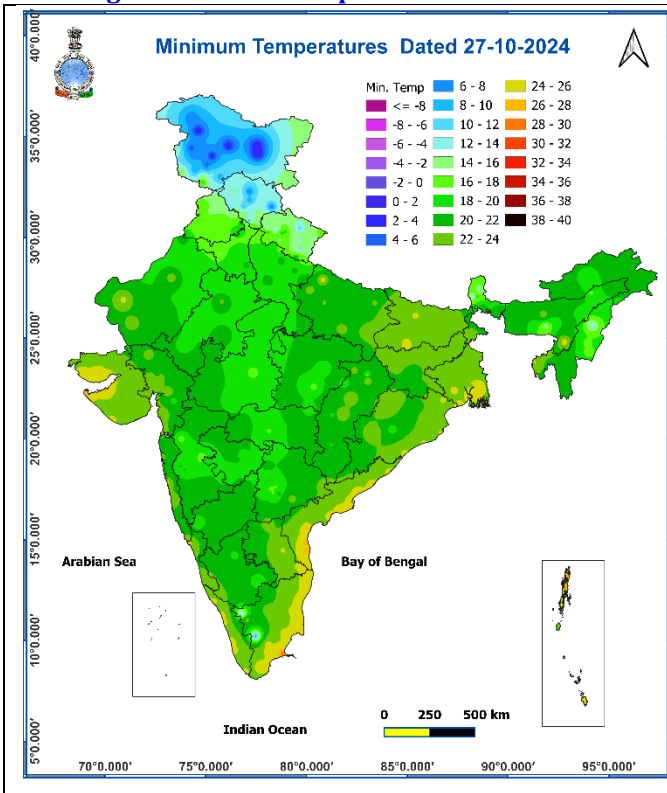 Minimum Temperatures Dated 27-10-2024
Min. Temp
<= -8
-8 - -6
-6 - -4
-4 - -2
-2 - 0
0 - 2
2 - 4
4 - 6
6 - 8
8 - 10
10 - 12
12 - 14
14 - 16
16 - 18
18 - 20
20 - 22
22 - 24
24 - 26
26 - 28
28 - 30
30 - 32
32 - 34
34 - 36
36 - 38
38 - 40
40°0.000'
35°0.000'
30°0.000'
25°0.000'
20°0.000'
15°0.000'
10°0.000'
5°0.000'
Arabian Sea
Bay of Bengal
Indian Ocean
0 250 500 km
70°0.000' 75°0.000' 80°0.000' 85°0.000' 90°0.000' 95°0.000'